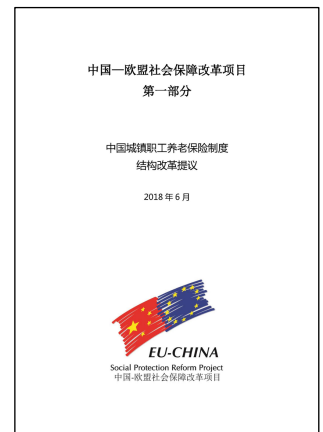 中国—欧盟社会保障改革项目
第一部分
中国城镇职工养老保险制度
结构改革提议
2018 年 6 月
EU-CHINA
Social Protection Reform Project
中国-欧盟社会保障改革项目